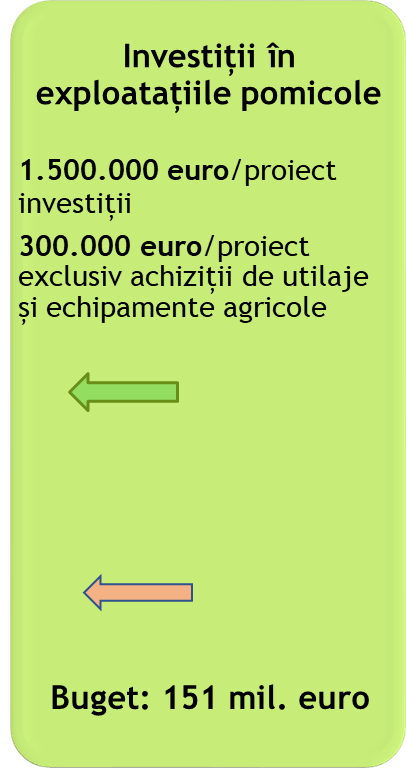 Investiții în
exploatațiile pomicole
1.500.000 euro/proiect
investiții
300.000 euro/proiect
exclusiv achiziții de utilaje
și echipamente agricole
Buget: 151 mil. euro